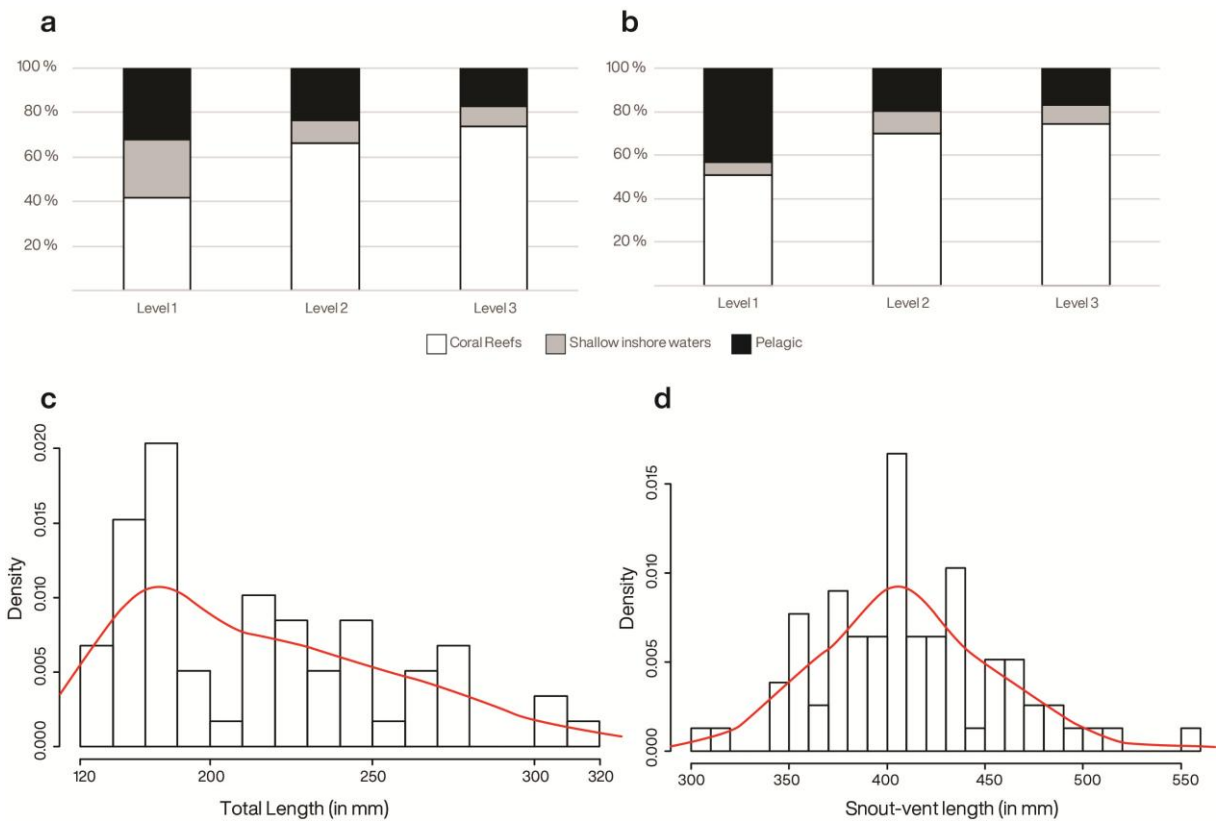 a
100 %
80 %
60 %
40 %
20 %
Level 1
Level 2
Level 3
b
100 %
80 %
60 %
40 %
20 %
Level 1
Level 2
Level 3
Coral Reefs
Shallow inshore waters
Pelagic
c
Density
0.020
0.015
0.010
0.005
0.000
120
200
250
300
320
Total Length (in mm)
d
Density
0.015
0.010
0.005
0.000
300
350
400
450
500
550
Snout-vent length (in mm)